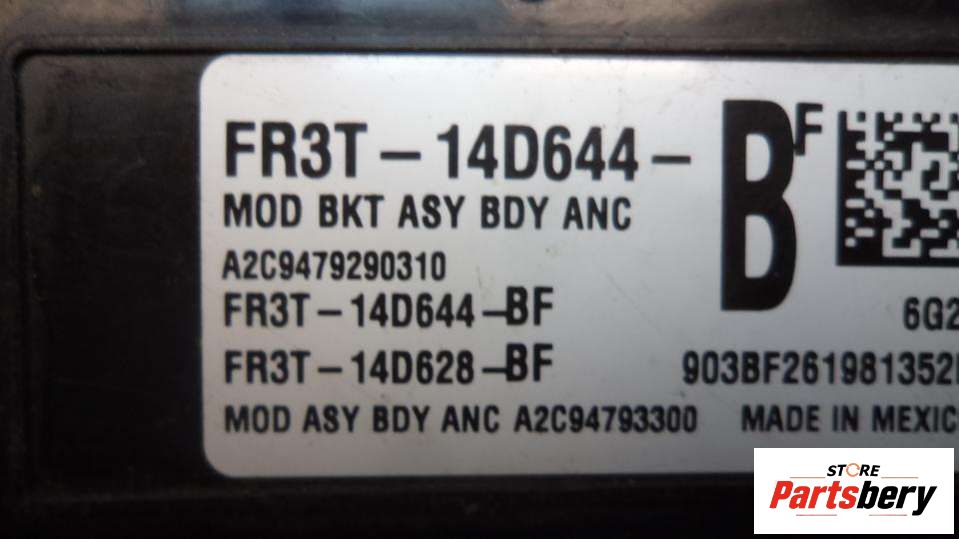 FR3T-14D644-BF
MOD BKT ASY BDY ANC
A2C9479290310
FR3T-14D644-BF
6G2
FR3T-14D628-BF
903BF261981352
MOD ASY BDY ANC A2C94793300
MADE IN MEXIC
STORE
Partsbery